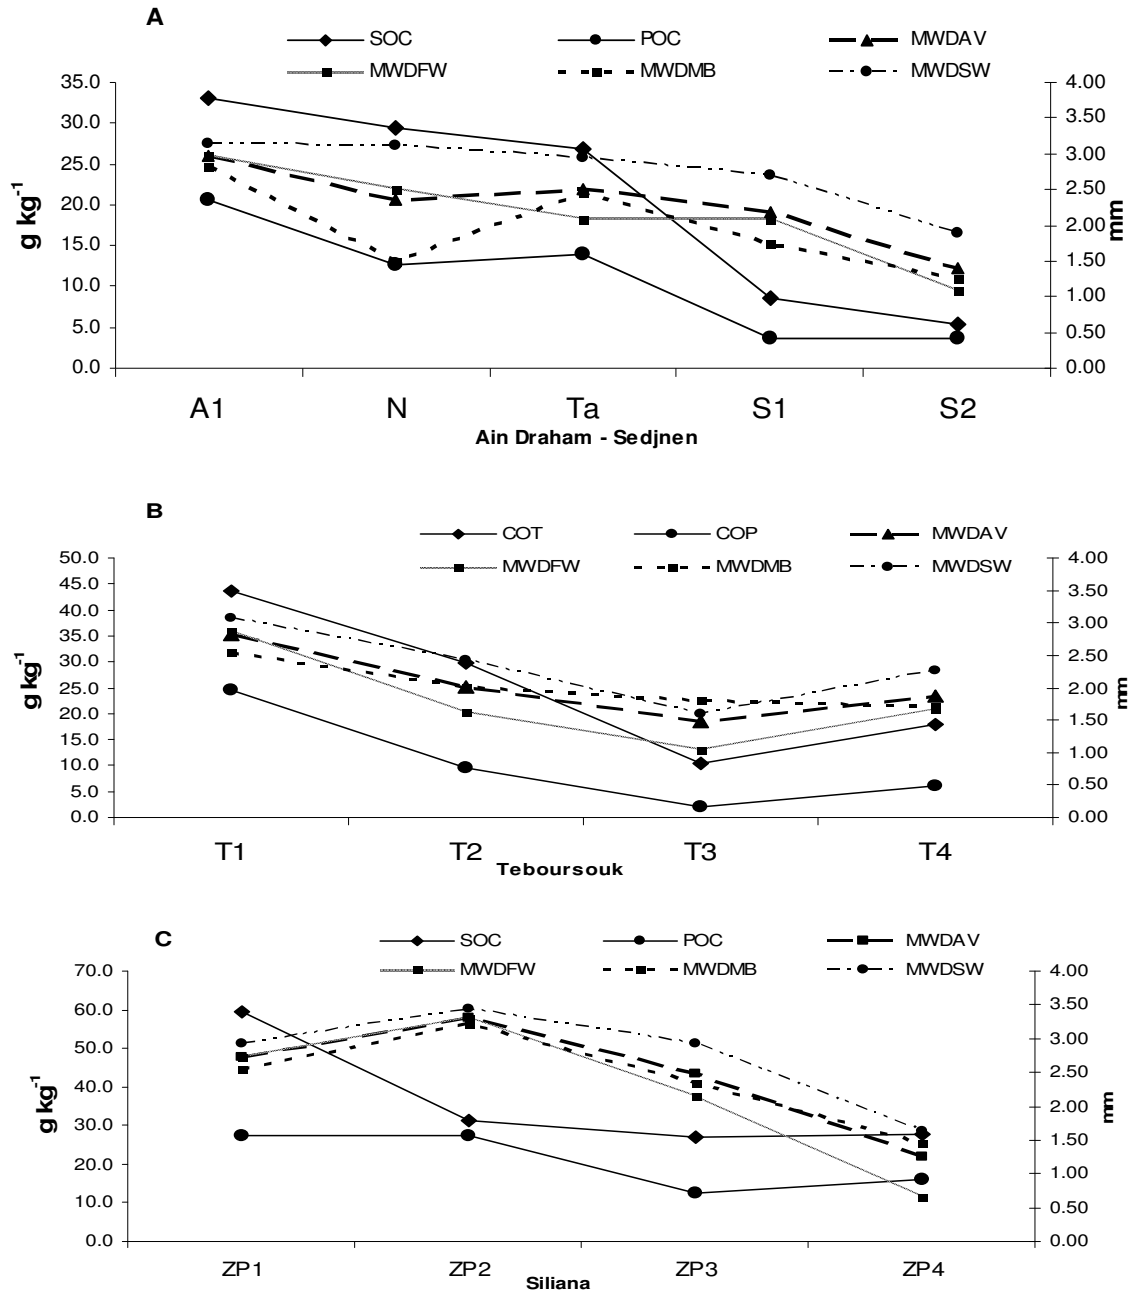 A
SOC POC MWDAV
MWDFW MWDMB MWDSW
35.0 4.00
30.0 3.50
25.0 3.00
20.0 2.50
15.0 2.00
10.0 1.50
5.0 1.00
0.0 0.50
0.00
g kg-1
mm
A1 N Ta S1 S2
Ain Draham - Sedjnen
B
COT COP MWDAV
MWDFW MWDMB MWDSW
50.0 4.00
45.0 3.50
40.0 3.00
35.0 2.50
30.0 2.00
25.0 1.50
20.0 1.00
15.0 0.50
10.0 0.00
5.0
0.0
g kg-1
mm
T1 T2 T3 T4
Teboursouk
C
SOC POC MWDAV
MWDFW MWDMB MWDSW
70.0 4.00
60.0 3.50
50.0 3.00
40.0 2.50
30.0 2.00
20.0 1.50
10.0 1.00
0.0 0.50
0.00
g kg-1
mm
ZP1 ZP2 ZP3 ZP4
Siliana